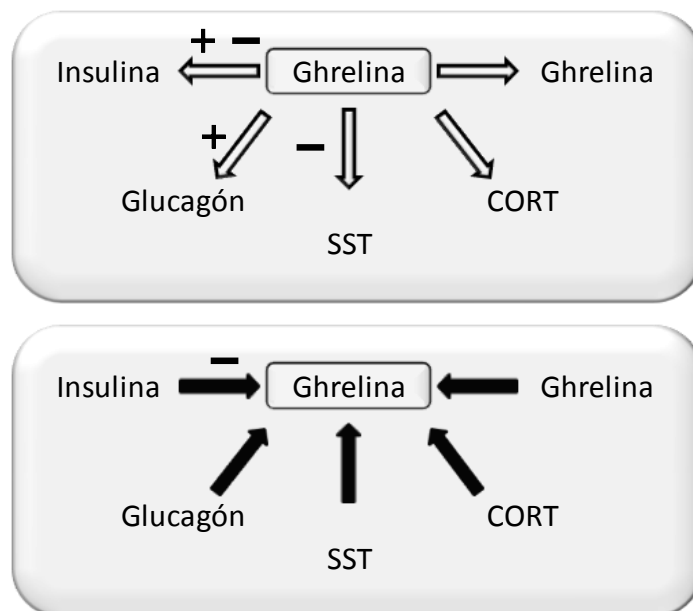 + −
Insulina Ghrelina Ghrelina
+ −
Glucagón CORT
SST
−
Insulina Ghrelina Ghrelina
Glucagón CORT
SST